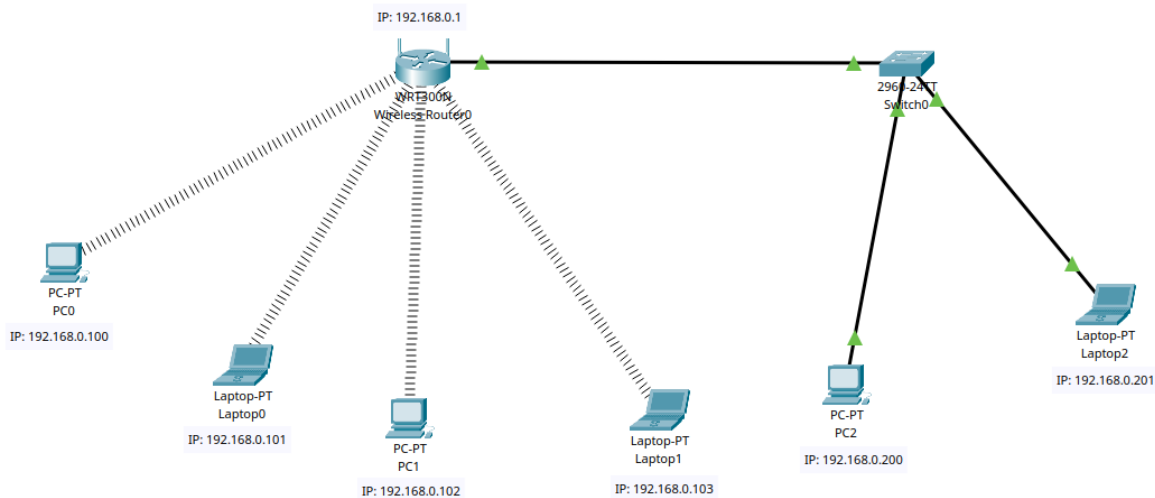 IP: 192.168.0.1
WRT300N
Wireless Router0
2960-24TT
Switch0
PC-PT
PC0
IP: 192.168.0.100
Laptop-PT
Laptop0
IP: 192.168.0.101
PC-PT
PC1
IP: 192.168.0.102
Laptop-PT
Laptop1
IP: 192.168.0.103
PC-PT
PC2
IP: 192.168.0.200
Laptop-PT
Laptop2
IP: 192.168.0.201